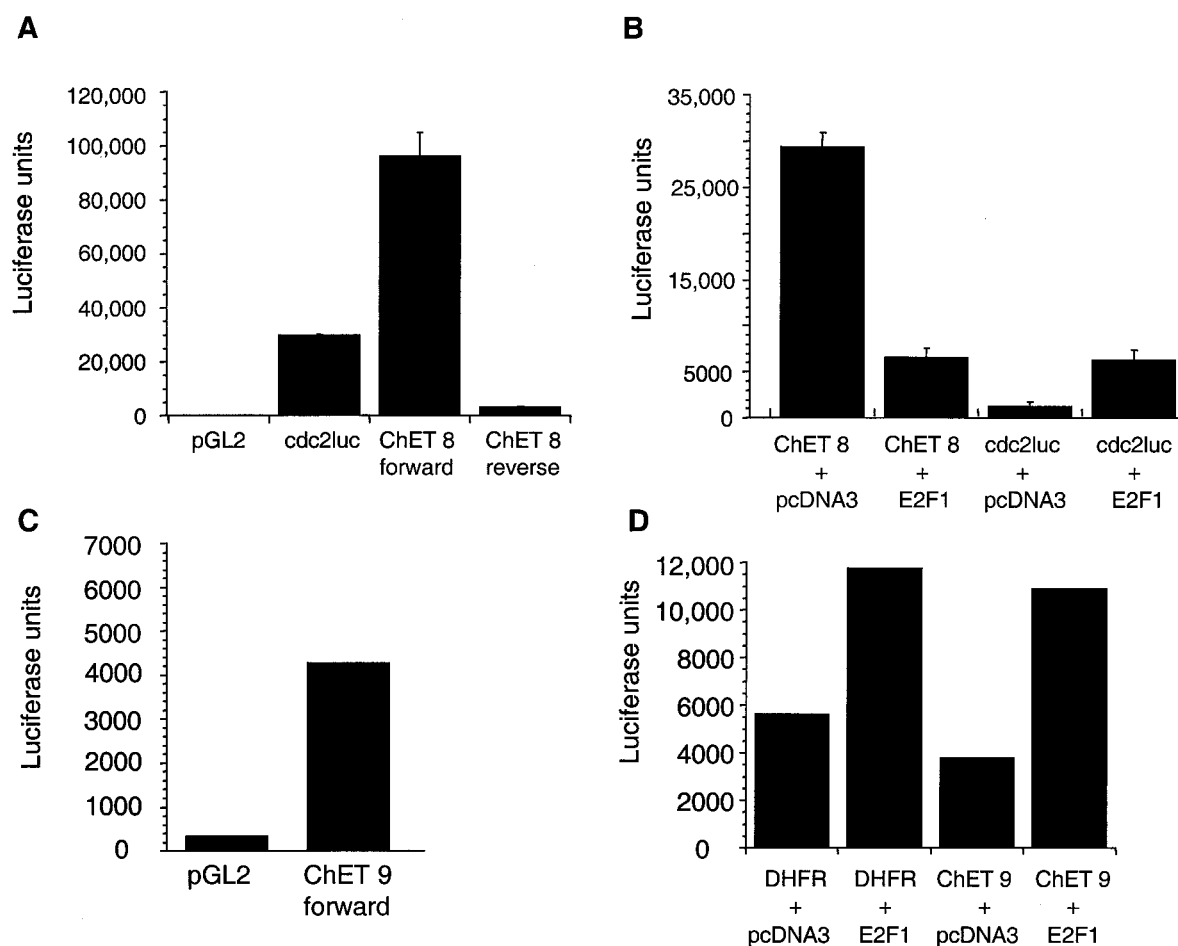 A
Luciferase units
120,000
100,000
80,000
60,000
40,000
20,000
0
pGL2
cdc2luc
ChET 8
forward
ChET 8
reverse
B
Luciferase units
35,000
25,000
15,000
5000
0
ChET 8
+
pcDNA3
ChET 8
+
E2F1
cdc2luc
+
pcDNA3
cdc2luc
+
E2F1
C
Luciferase units
7000
6000
5000
4000
3000
2000
1000
0
pGL2
ChET 9
forward
D
Luciferase units
12,000
10,000
8000
6000
4000
2000
0
DHFR
+
pcDNA3
DHFR
+
E2F1
ChET 9
+
pcDNA3
ChET 9
+
E2F1